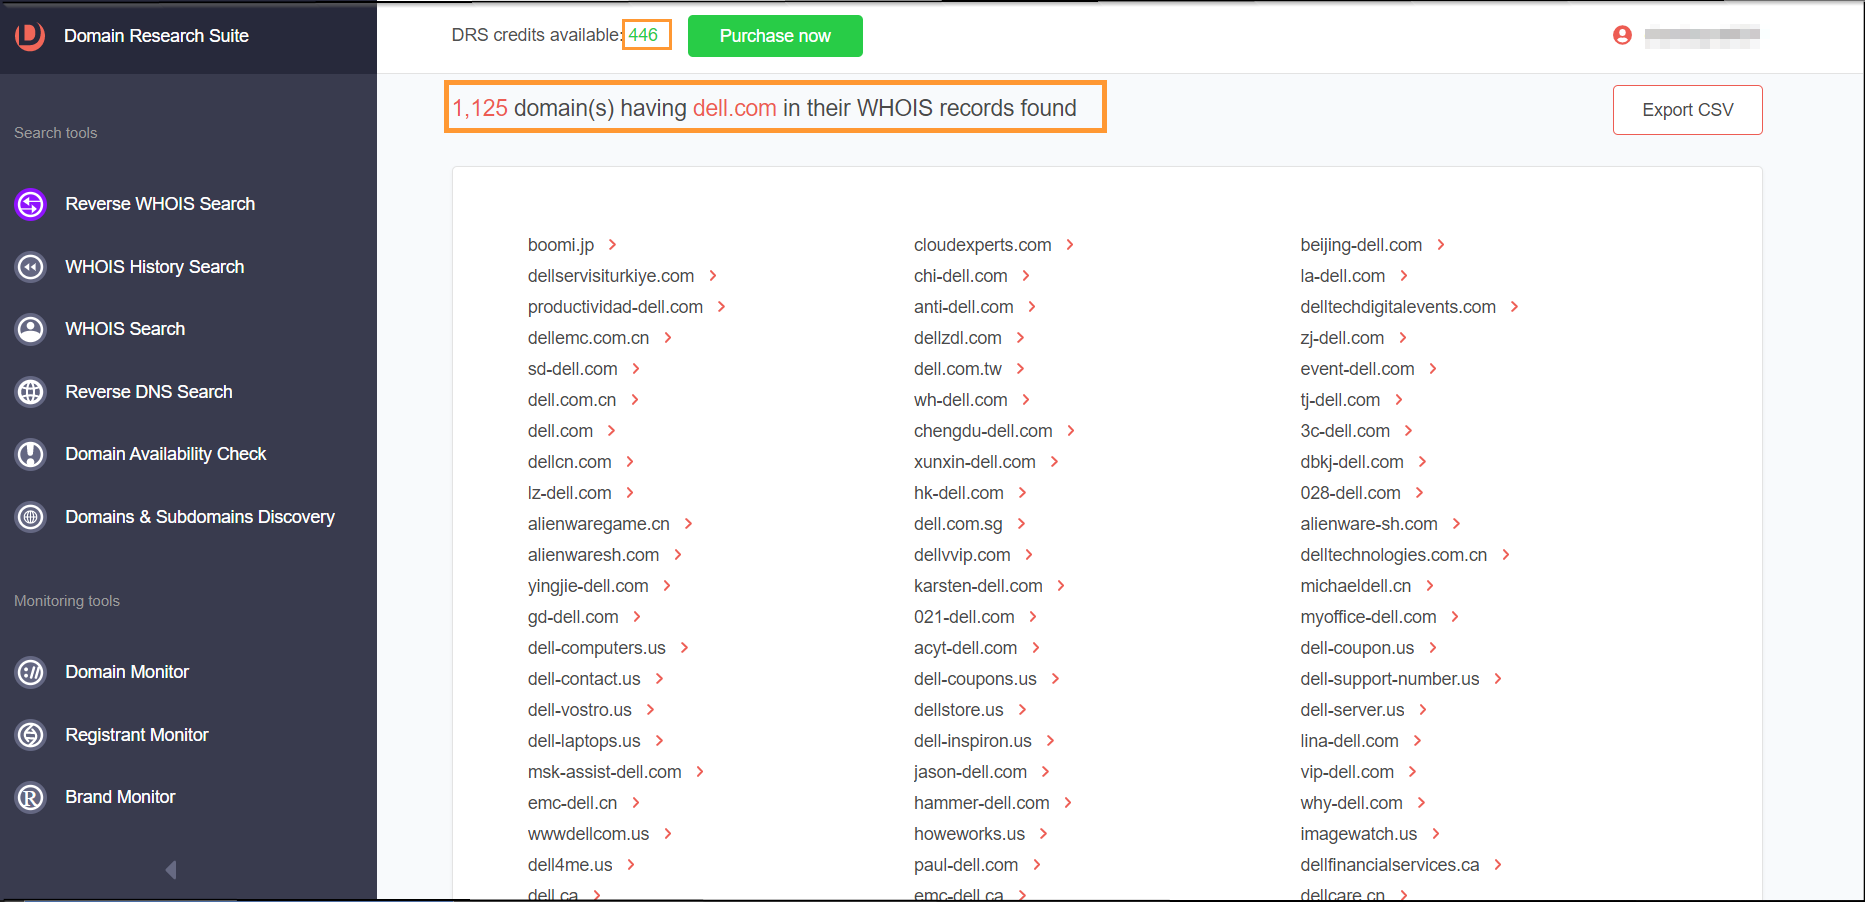 Domain Research Suite
DRS credits available: 446
Purchase now
Search tools
Reverse WHOIS Search
WHOIS History Search
WHOIS Search
Reverse DNS Search
Domain Availability Check
Domains & Subdomains Discovery
Monitoring tools
Domain Monitor
Registrant Monitor
Brand Monitor
1,125 domain(s) having dell.com in their WHOIS records found
Export CSV
boomi.jp cloudexperts.com beijing-dell.com
dellservisiturkiye.com chi-dell.com la-dell.com
productividad-dell.com anti-dell.com delltechdigitalevents.com
dellemc.com.cn dellzdl.com zj-dell.com
sd-dell.com dell.com.tw event-dell.com
dell.com.cn wh-dell.com tj-dell.com
dell.com chengdu-dell.com 3c-dell.com
dellcn.com xunxin-dell.com dbkj-dell.com
lz-dell.com hk-dell.com 028-dell.com
alienwaregame.cn dell.com.sg alienware-sh.com
alienwaresh.com dellvvip.com delltechnologies.com.cn
yingjie-dell.com karsten-dell.com michaeldell.cn
gd-dell.com 021-dell.com myoffice-dell.com
dell-computers.us acyt-dell.com dell-coupon.us
dell-contact.us dell-coupons.us dell-support-number.us
dell-vostro.us dellstore.us dell-server.us
dell-laptops.us dell-inspiron.us lina-dell.com
msk-assist-dell.com jason-dell.com vip-dell.com
emc-dell.cn hammer-dell.com why-dell.com
wwwdellcom.us howeworks.us imagewatch.us
dell4me.us paul-dell.com dellfinancialservices.ca
dell.ca emc-dell.ca dellcare.cn